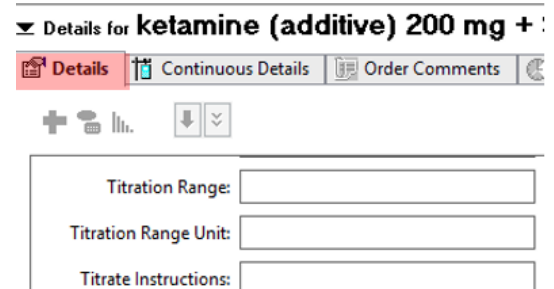 Details for ketamine (additive) 200 mg +
Details Continuous Details Order Comments
Titration Range:
Titration Range Unit:
Titrate Instructions: